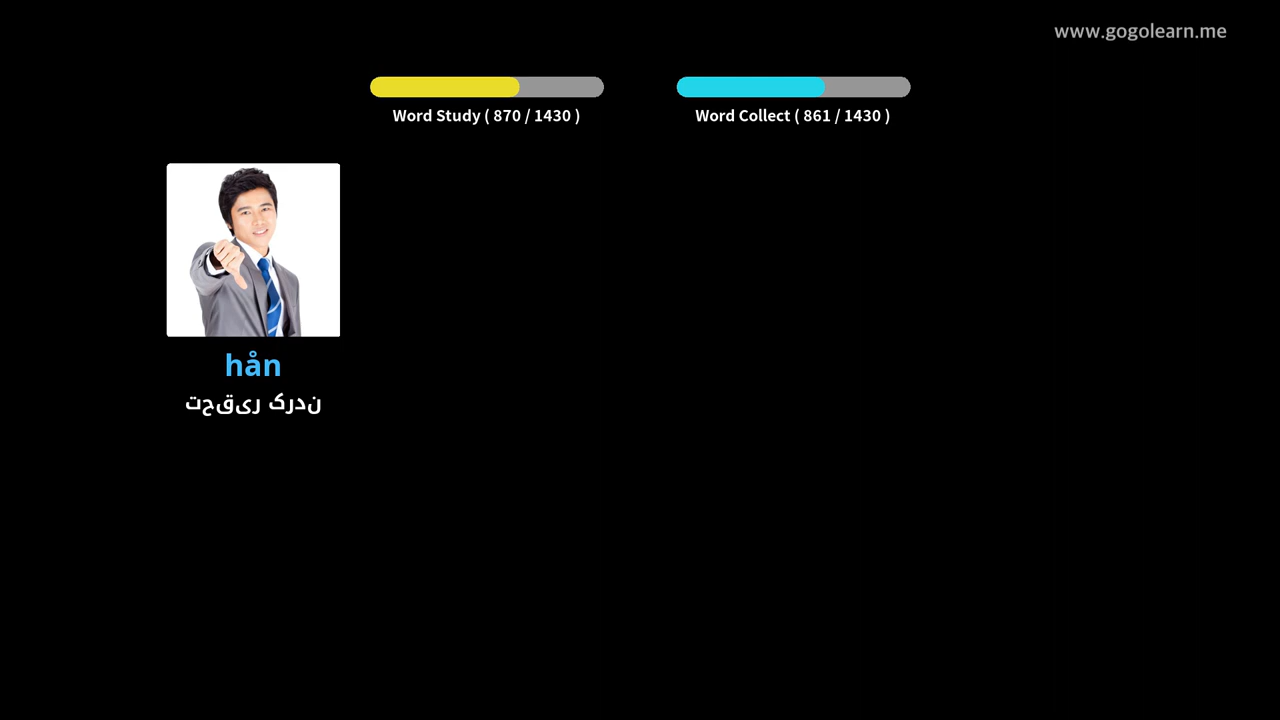 www.gogolearn.me
Word Study ( 870 / 1430 )
Word Collect ( 861 / 1430 )
hån
تحقیر کردن